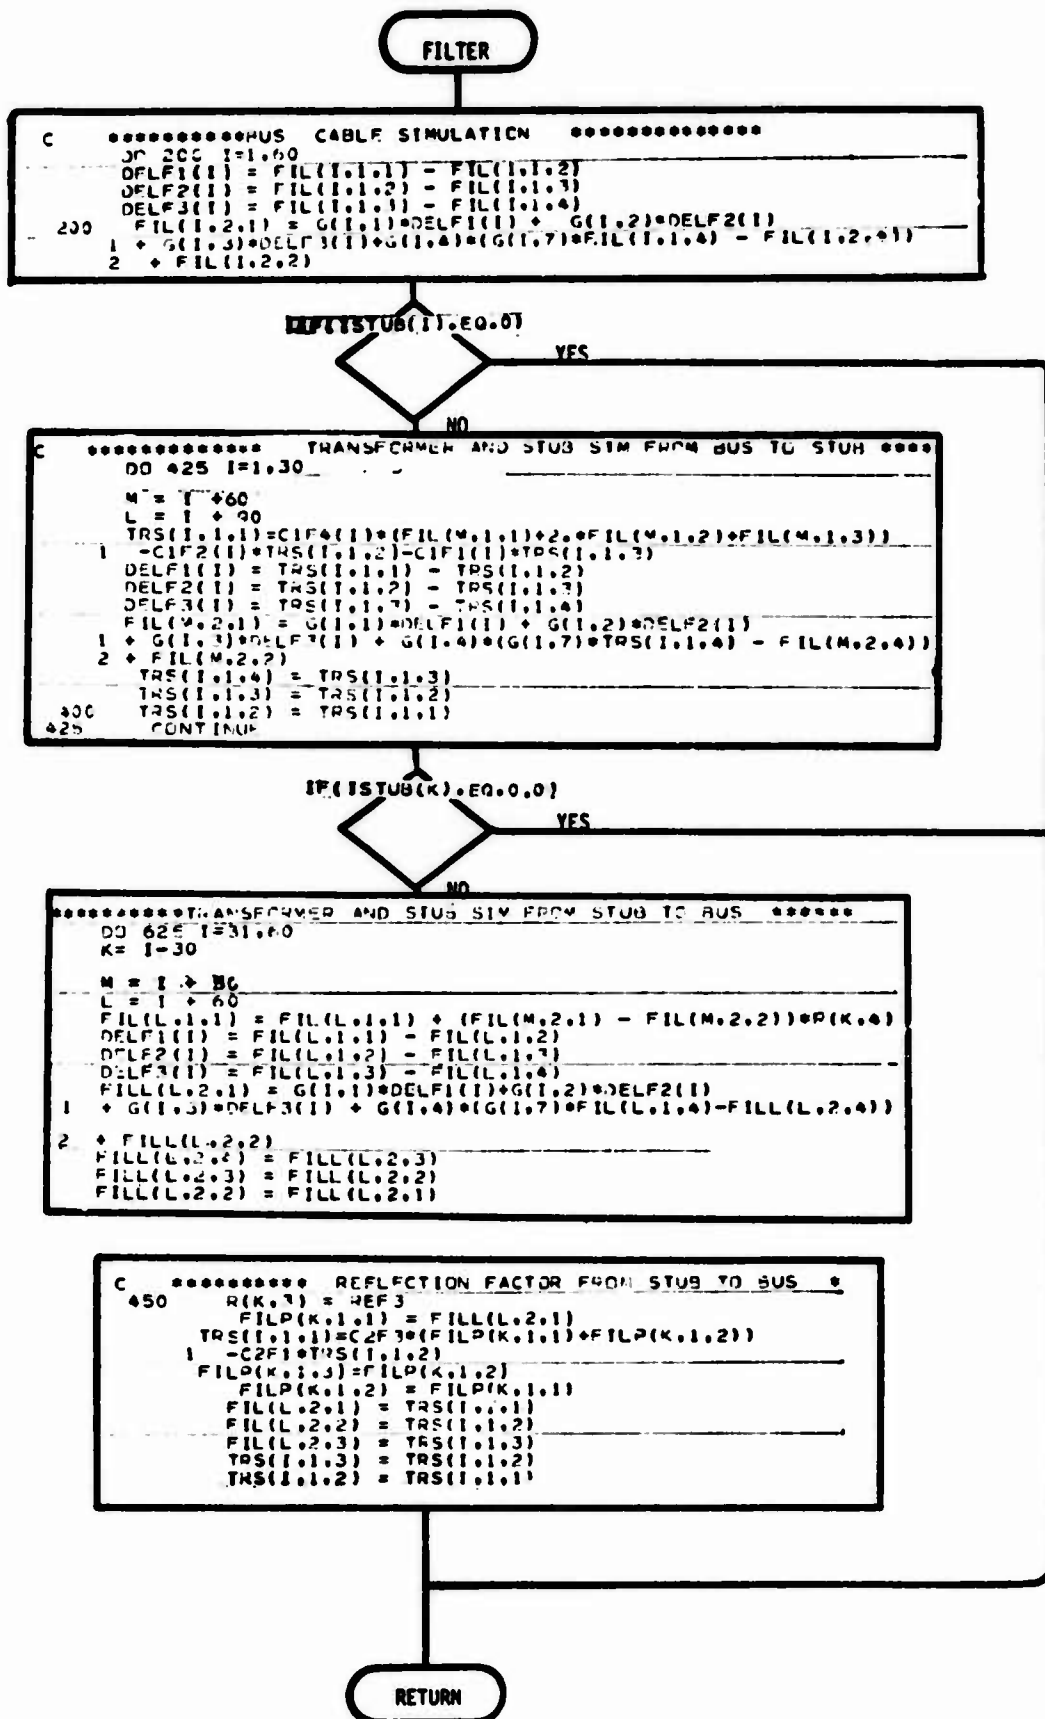 FILTER
C **********BUS CABLE SIMULATION **************
DO 200 I=1,60
DELF1(I) = FIL(I,1,1) - FIL(I,1,2)
DELF2(I) = FIL(I,1,2) - FIL(I,1,3)
DELF3(I) = FIL(I,1,3) - FIL(I,1,4)
200 FIL(I,2,1) = G(I,1)*DELF1(I) + G(I,2)*DELF2(I)
1 + G(I,3)*DELF3(I)+G(I,4)*(G(I,7)*FIL(I,1,4) - FIL(I,2,4))
2 + FIL(I,2,2)
IF(ISTUB(I).EQ.0)
YES
NO
C ************* TRANSFORMER AND STUB SIM FROM BUS TO STUB ****
DO 425 I=1,30
M = I +60
L = I + 90
TRS(I,1,1)=C1F4(I)*(FIL(M,1,1)+2.*FIL(M,1,2)+FIL(M,1,3))
1 -C1F2(I)*TRS(I,1,2)-C1F1(I)*TRS(I,1,3)
DELF1(I) = TRS(I,1,1) - TRS(I,1,2)
DELF2(I) = TRS(I,1,2) - TRS(I,1,3)
DELF3(I) = TRS(I,1,3) - TRS(I,1,4)
FIL(M,2,1) = G(I,1)*DELF1(I) + G(I,2)*DELF2(I)
1 + G(I,3)*DELF3(I) + G(I,4)*(G(I,7)*TRS(I,1,4) - FIL(M,2,4))
2 + FIL(M,2,2)
TRS(I,1,4) = TRS(I,1,3)
TRS(I,1,3) = TRS(I,1,2)
400 TRS(I,1,2) = TRS(I,1,1)
425 CONTINUE
IF(ISTUB(K).EQ.0.0)
YES
NO
**********TRANSFORMER AND STUB SIM FROM STUB TO BUS ******
DO 625 I=31,60
K= I-30
M = I +
L = I + 60
FIL(L,1,1) = FIL(L,1,1) + (FIL(M,2,1) - FIL(M,2,2))*R(K,4)
DELF1(I) = FIL(L,1,1) - FIL(L,1,2)
DELF2(I) = FIL(L,1,2) - FIL(L,1,3)
DELF3(I) = FIL(L,1,3) - FIL(L,1,4)
FILL(L,2,1) = G(I,1)*DELF1(I)+G(I,2)*DELF2(I)
1 + G(I,3)*DELF3(I) + G(I,4)*(G(I,7)*FIL(L,1,4)-FILL(L,2,4))
2 + FILL(L,2,2)
FILL(L,2,4) = FILL(L,2,3)
FILL(L,2,3) = FILL(L,2,2)
FILL(L,2,2) = FILL(L,2,1)
C ********** REFLECTION FACTOR FROM STUB TO BUS *
450 R(K,3) = REF3
FILP(K,1,1) = FILL(L,2,1)
TRS(I,1,1)=C2F3*(FILP(K,1,1)+FILP(K,1,2))
1 -C2F1*TRS(I,1,2)
FILP(K,1,3)=FILP(K,1,2)
FILP(K,1,2) = FILP(K,1,1)
FIL(L,2,1) = TRS(I,1,1)
FIL(L,2,2) = TRS(I,1,2)
FIL(L,2,3) = TRS(I,1,3)
TRS(I,1,3) = TRS(I,1,2)
TRS(I,1,2) = TRS(I,1,1)
RETURN